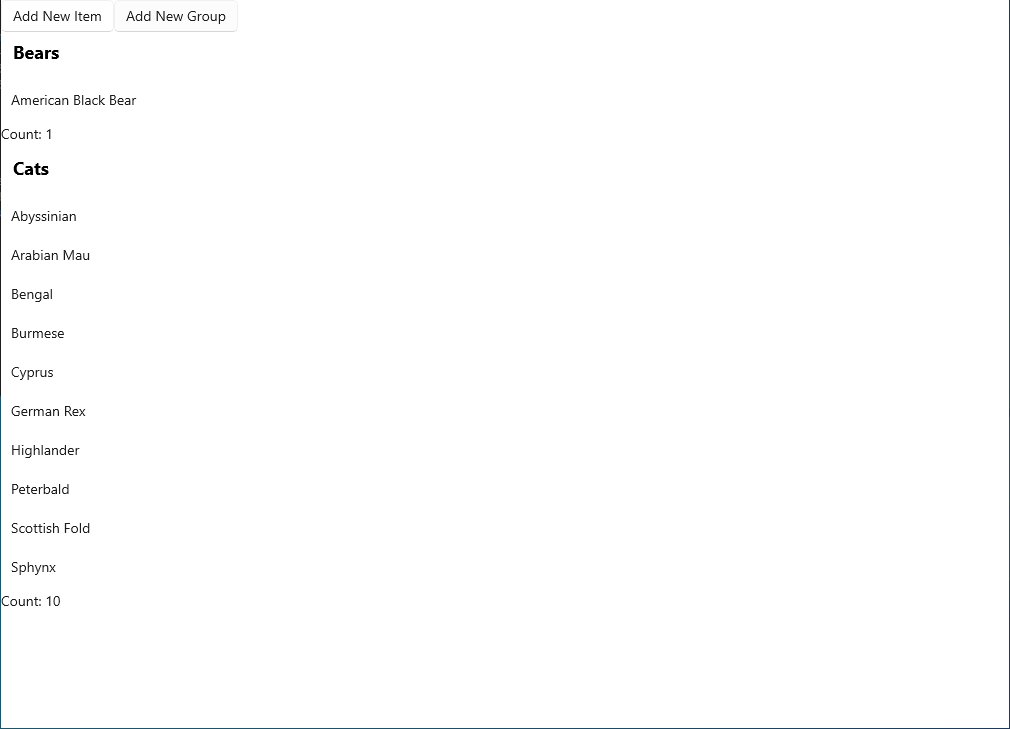 Add New Item Add New Group
Bears
American Black Bear
Count: 1
Cats
Abyssinian
Arabian Mau
Bengal
Burmese
Cyprus
German Rex
Highlander
Peterbald
Scottish Fold
Sphynx
Count: 10